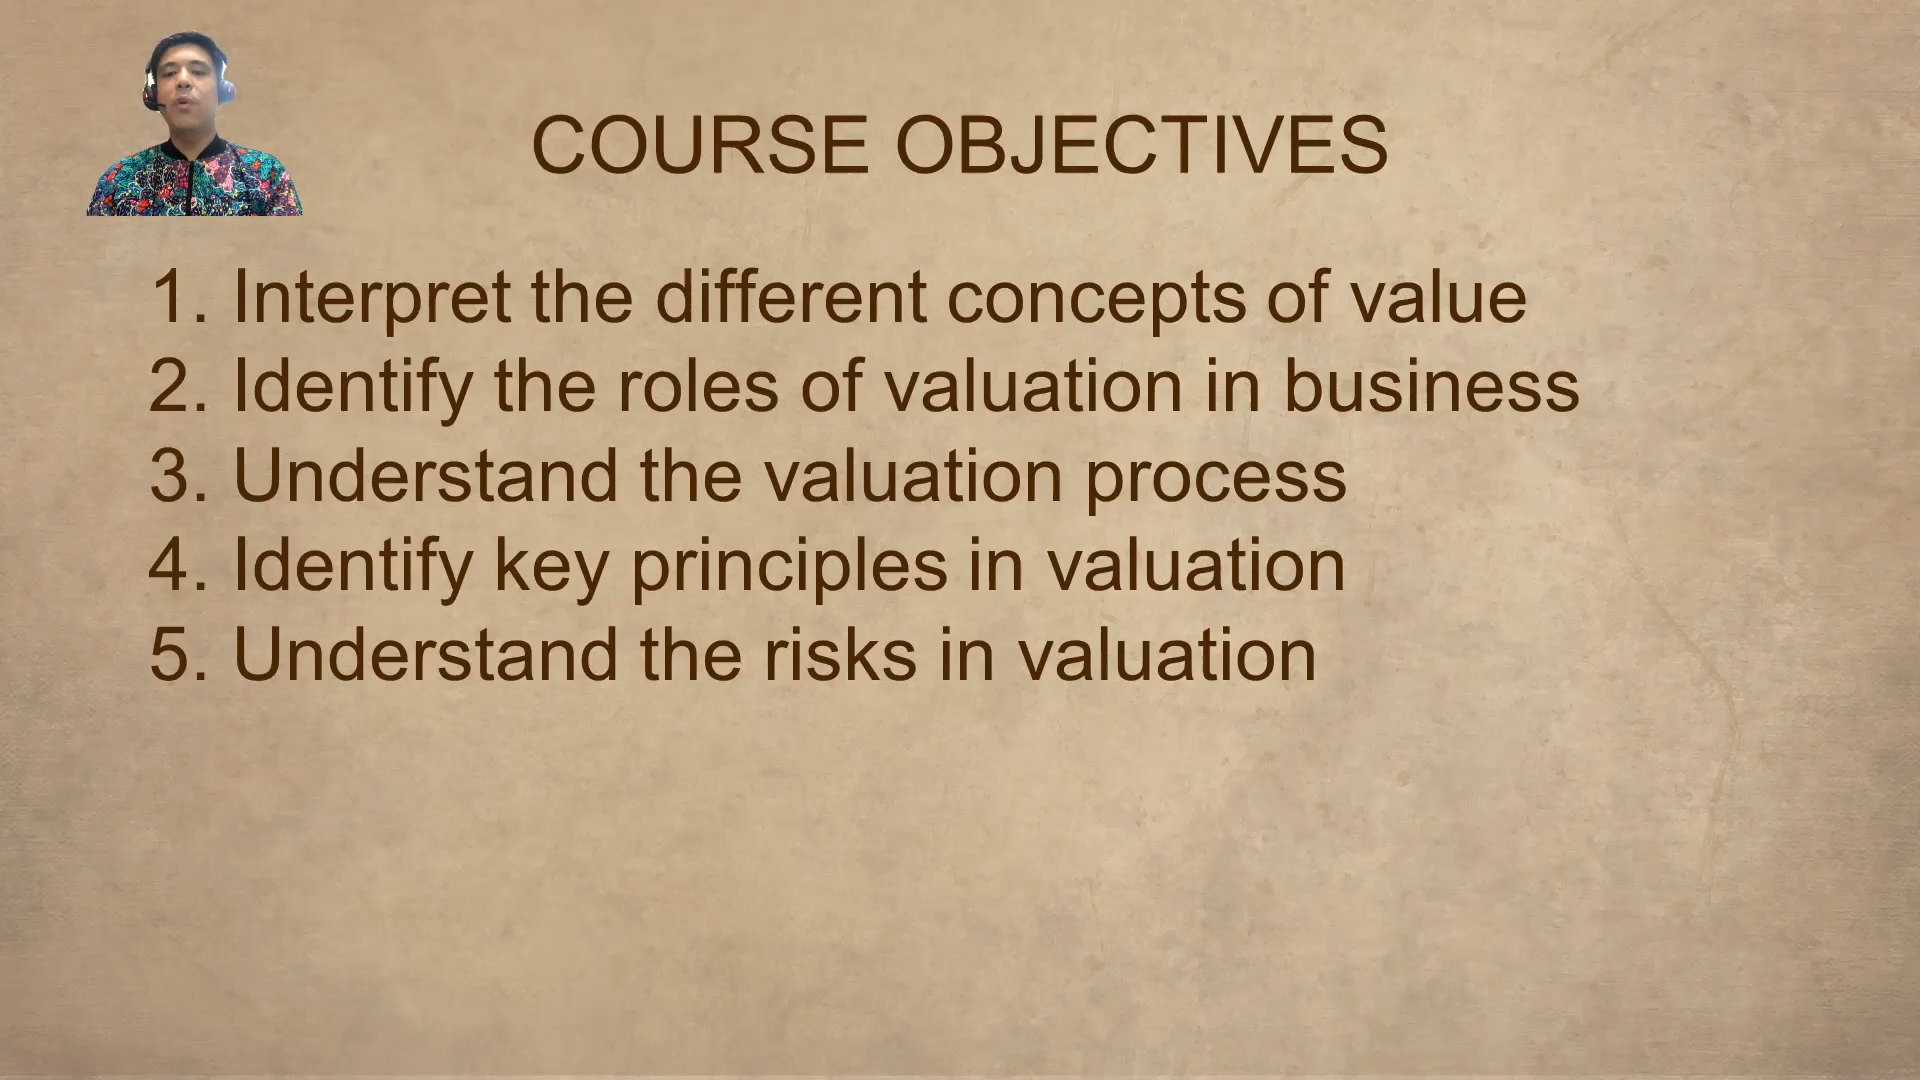 COURSE OBJECTIVES
1. Interpret the different concepts of value
2. Identify the roles of valuation in business
3. Understand the valuation process
4. Identify key principles in valuation
5. Understand the risks in valuation